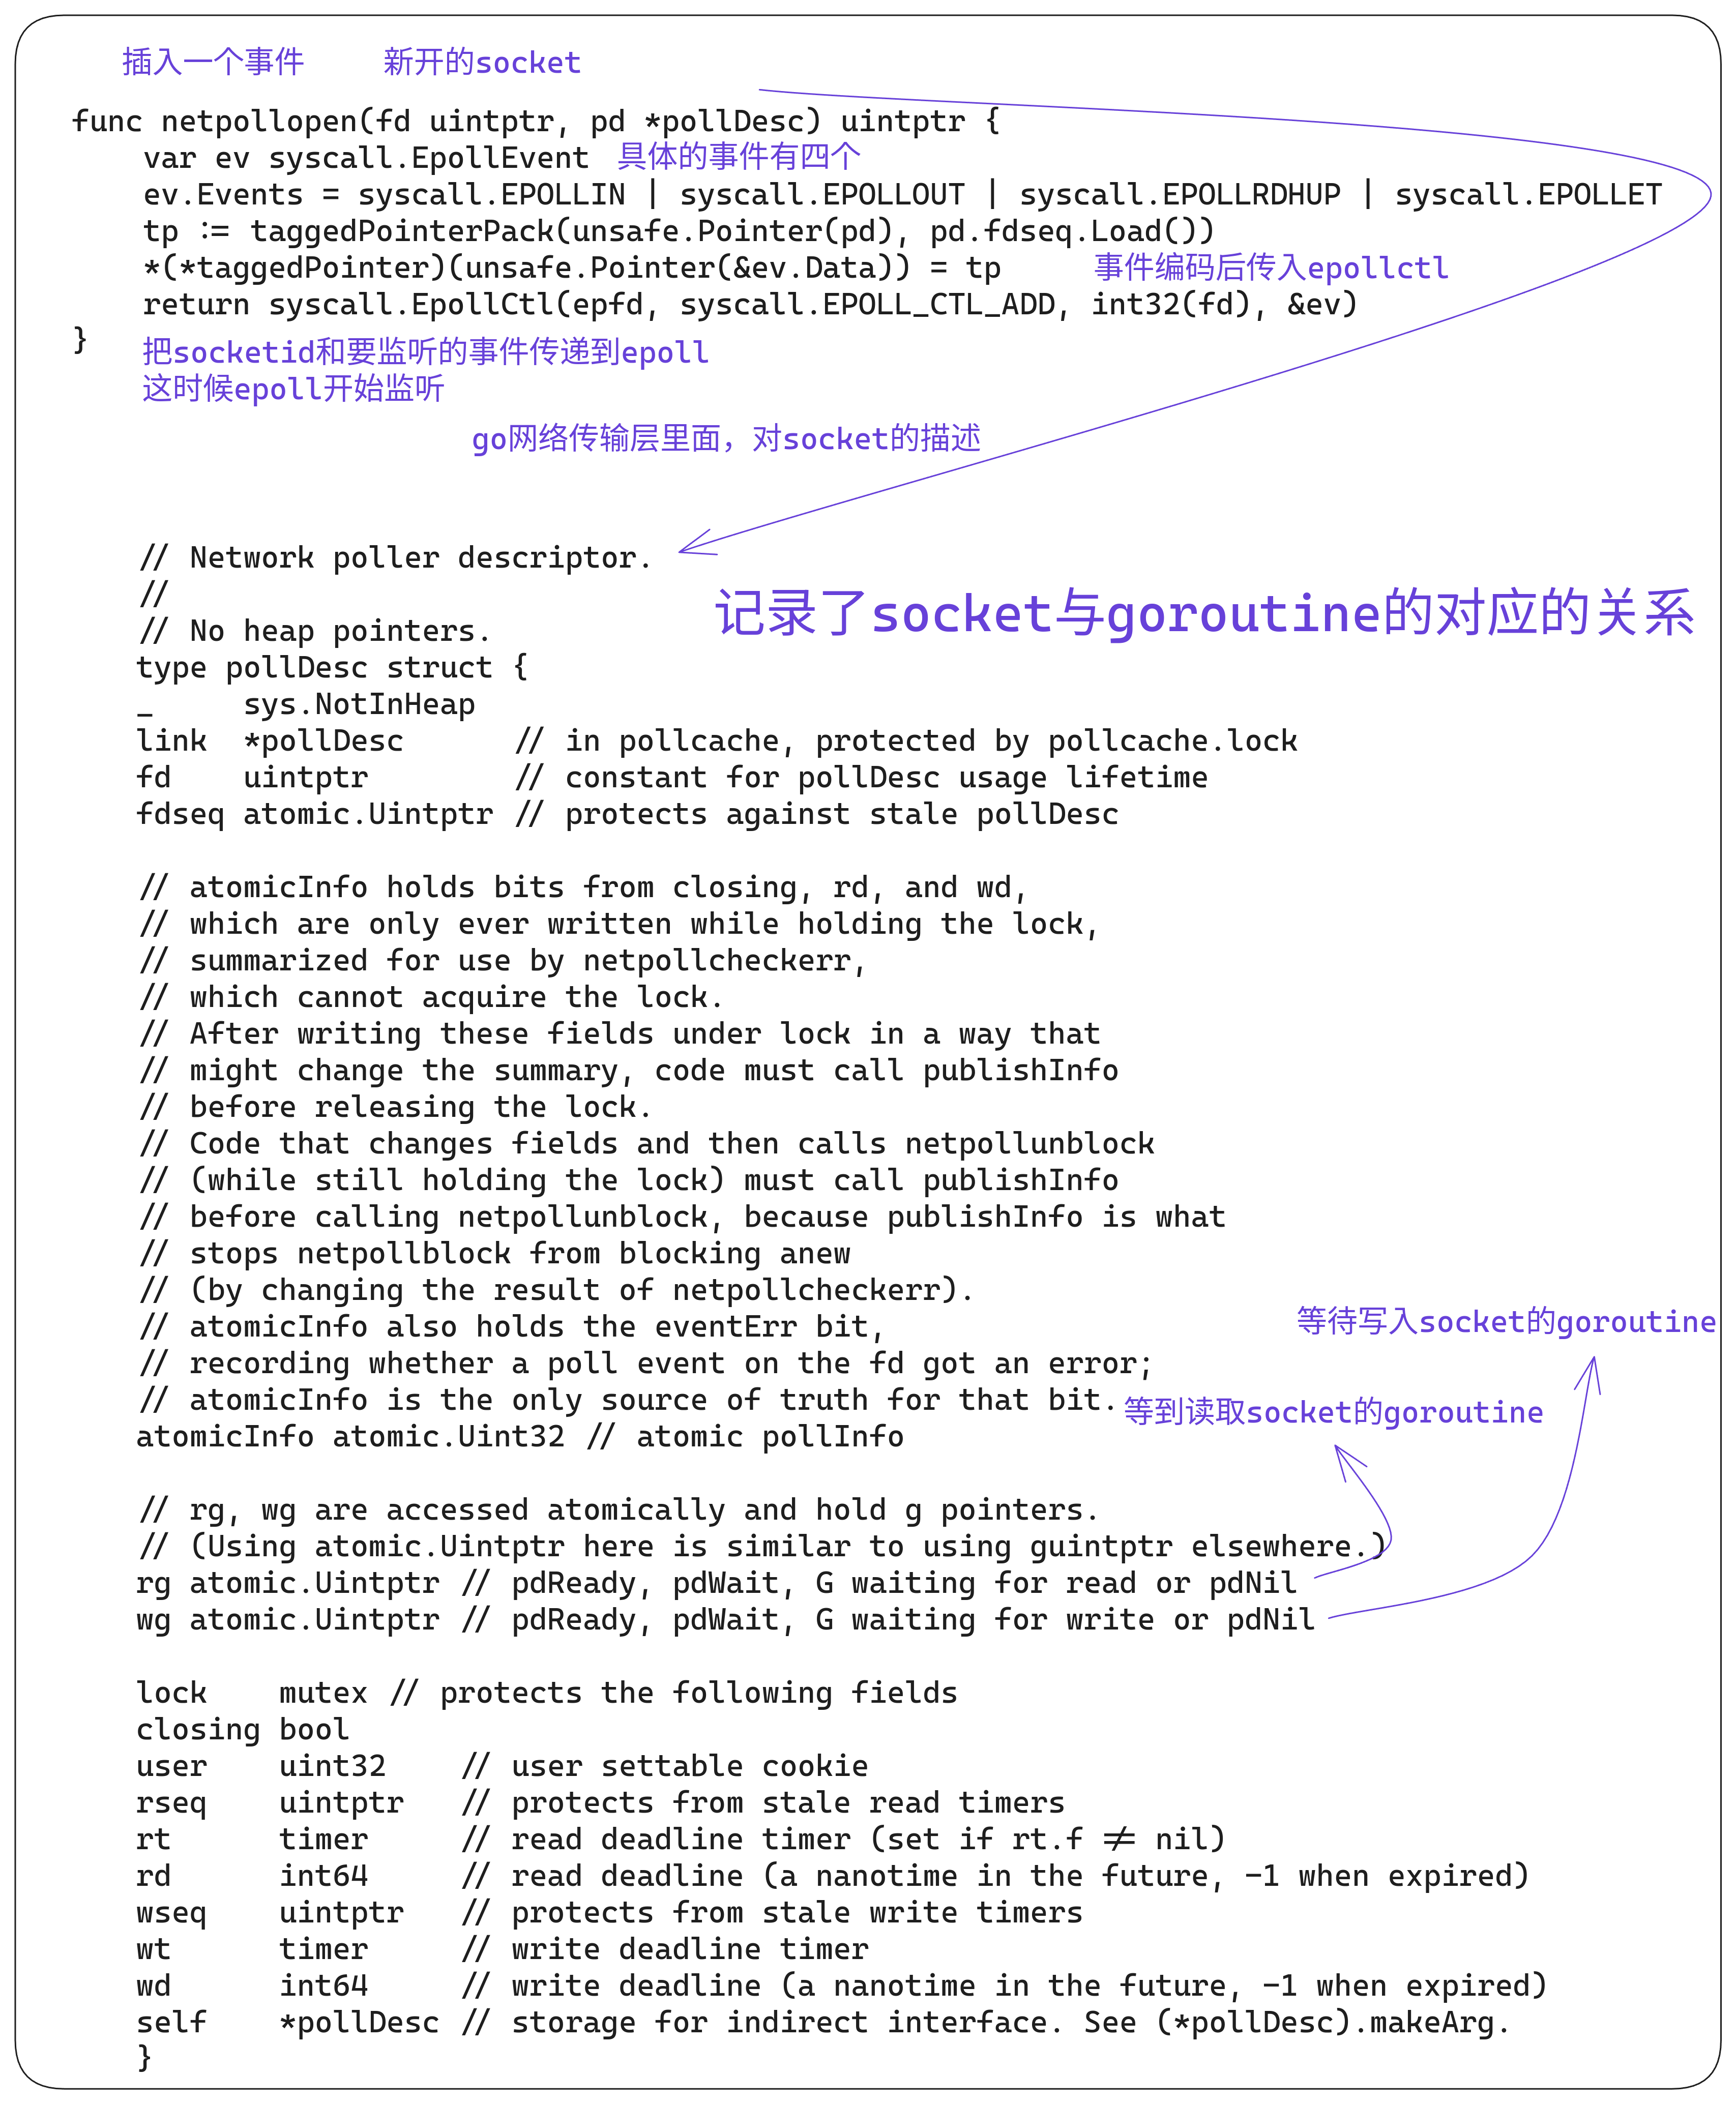 插入一个事件 新开的socket
func netpollopen(fd uintptr, pd *pollDesc) uintptr {
var ev syscall.EpollEvent 具体的事件有四个
ev.Events = syscall.EPOLLIN | syscall.EPOLLOUT | syscall.EPOLLRDHUP | syscall.EPOLLET
tp := taggedPointerPack(unsafe.Pointer(pd), pd.fdseq.Load())
*(*taggedPointer)(unsafe.Pointer(&ev.Data)) = tp 事件编码后传入epollctl
return syscall.EpollCtl(epfd, syscall.EPOLL_CTL_ADD, int32(fd), &ev)
}
把socketid和要监听的事件传递到epoll
这时候epoll开始监听
go网络传输层里面，对socket的描述
// Network poller descriptor.
//
// No heap pointers.
记录了socket与goroutine的对应的关系
type pollDesc struct {
_ sys.NotInHeap
link *pollDesc // in pollcache, protected by pollcache.lock
fd uintptr // constant for pollDesc usage lifetime
fdseq atomic.Uintptr // protects against stale pollDesc
// atomicInfo holds bits from closing, rd, and wd,
// which are only ever written while holding the lock,
// summarized for use by netpollcheckerr,
// which cannot acquire the lock.
// After writing these fields under lock in a way that
// might change the summary, code must call publishInfo
// before releasing the lock.
// Code that changes fields and then calls netpollunblock
// (while still holding the lock) must call publishInfo
// before calling netpollunblock, because publishInfo is what
// stops netpollblock from blocking anew
// (by changing the result of netpollcheckerr).
// atomicInfo also holds the eventErr bit,
等待写入socket的goroutine
// recording whether a poll event on the fd got an error;
// atomicInfo is the only source of truth for that bit.
等到读取socket的goroutine
atomicInfo atomic.Uint32 // atomic pollInfo
// rg, wg are accessed atomically and hold g pointers.
// (Using atomic.Uintptr here is similar to using guintptr elsewhere.)
rg atomic.Uintptr // pdReady, pdWait, G waiting for read or pdNil
wg atomic.Uintptr // pdReady, pdWait, G waiting for write or pdNil
lock mutex // protects the following fields
closing bool
user uint32 // user settable cookie
rseq uintptr // protects from stale read timers
rt timer // read deadline timer (set if rt.f != nil)
rd int64 // read deadline (a nanotime in the future, -1 when expired)
wseq uintptr // protects from stale write timers
wt timer // write deadline timer
wd int64 // write deadline (a nanotime in the future, -1 when expired)
self *pollDesc // storage for indirect interface. See (*pollDesc).makeArg.
}